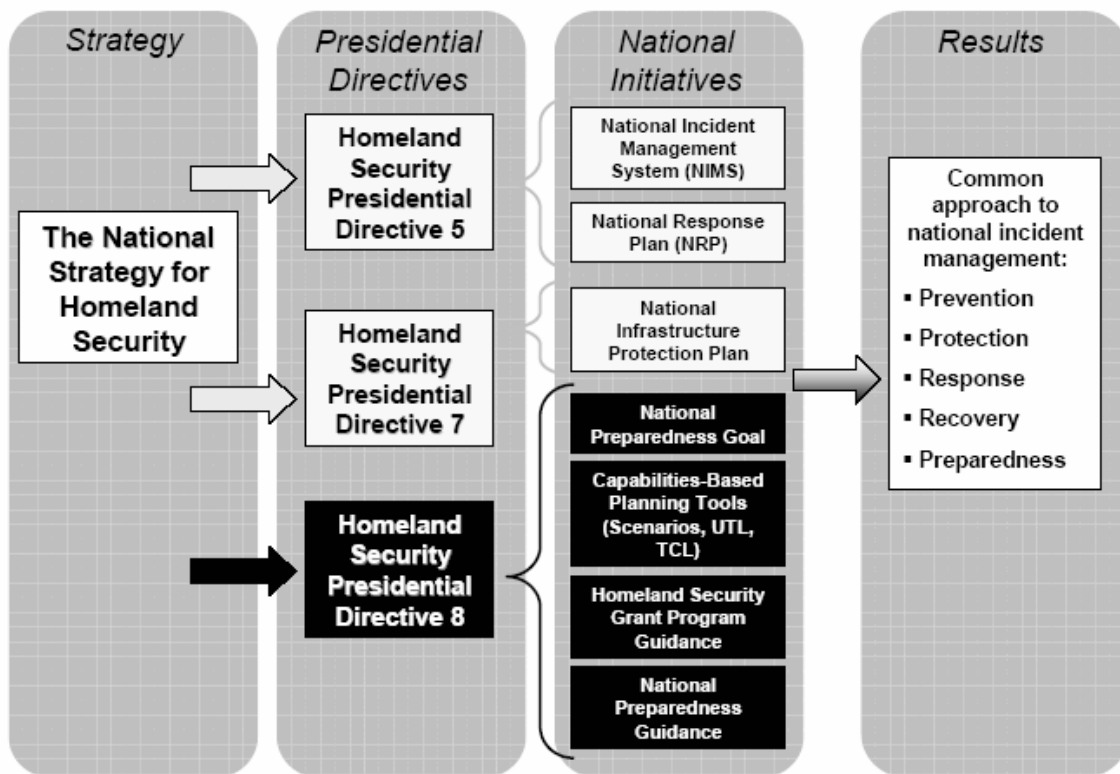 Strategy
The National
Strategy for
Homeland
Security
Presidential
Directives
Homeland
Security
Presidential
Directive 5
Homeland
Security
Presidential
Directive 7
Homeland
Security
Presidential
Directive 8
National
Initiatives
National Incident
Management
System (NIMS)
National Response
Plan (NRP)
National
Infrastructure
Protection Plan
National
Preparedness Goal
Capabilities-Based
Planning Tools
(Scenarios, UTL,
TCL)
Homeland Security
Grant Program
Guidance
National
Preparedness
Guidance
Results
Common
approach to
national incident
management:
▪ Prevention
▪ Protection
▪ Response
▪ Recovery
▪ Preparedness